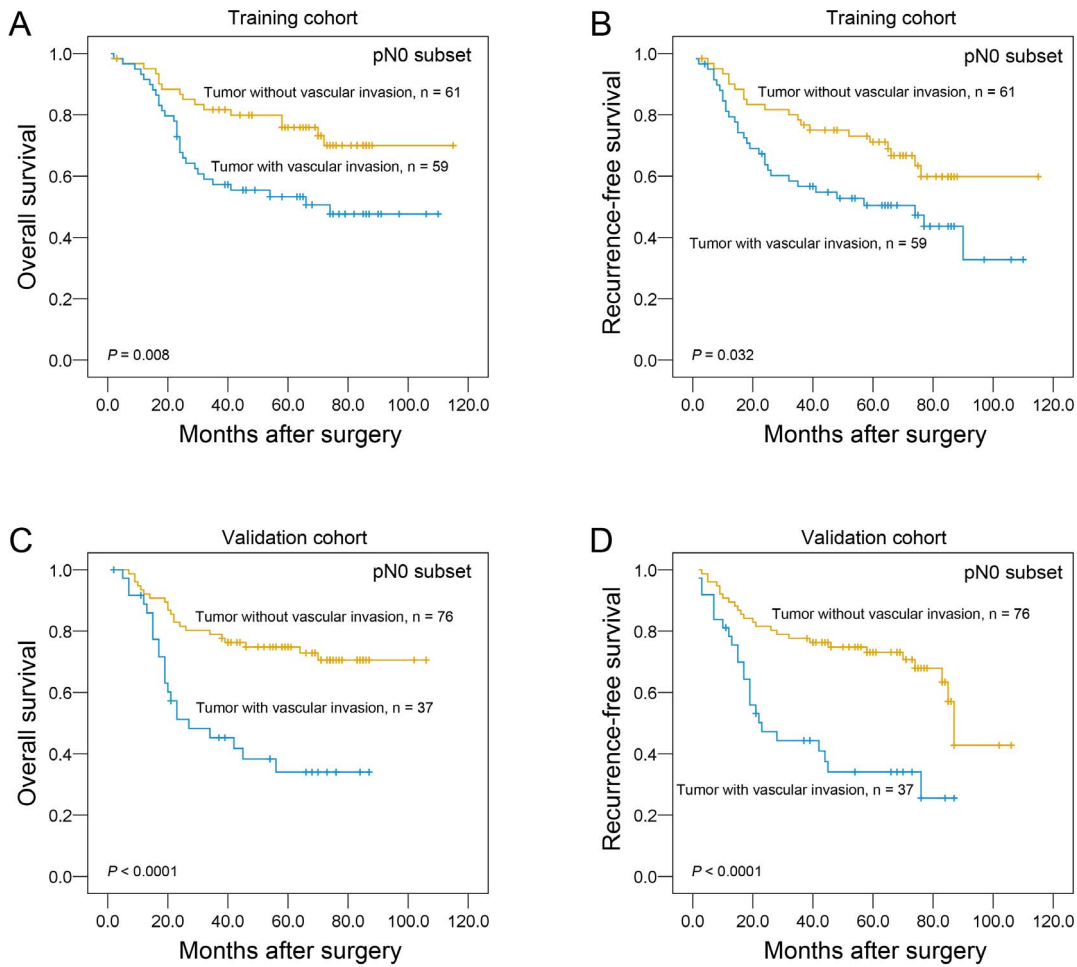 A
Training cohort
pN0 subset
Tumor without vascular invasion, n = 61
Tumor with vascular invasion, n = 59
P = 0.008
Overall survival
1.0
0.8
0.6
0.4
0.2
0.0
0.0 20.0 40.0 60.0 80.0 100.0 120.0
Months after surgery
B
Training cohort
pN0 subset
Tumor without vascular invasion, n = 61
Tumor with vascular invasion, n = 59
P = 0.032
Recurrence-free survival
1.0
0.8
0.6
0.4
0.2
0.0
0.0 20.0 40.0 60.0 80.0 100.0 120.0
Months after surgery
C
Validation cohort
pN0 subset
Tumor without vascular invasion, n = 76
Tumor with vascular invasion, n = 37
P < 0.0001
Overall survival
1.0
0.8
0.6
0.4
0.2
0.0
0.0 20.0 40.0 60.0 80.0 100.0 120.0
Months after surgery
D
Validation cohort
pN0 subset
Tumor without vascular invasion, n = 76
Tumor with vascular invasion, n = 37
P < 0.0001
Recurrence-free survival
1.0
0.8
0.6
0.4
0.2
0.0
0.0 20.0 40.0 60.0 80.0 100.0 120.0
Months after surgery